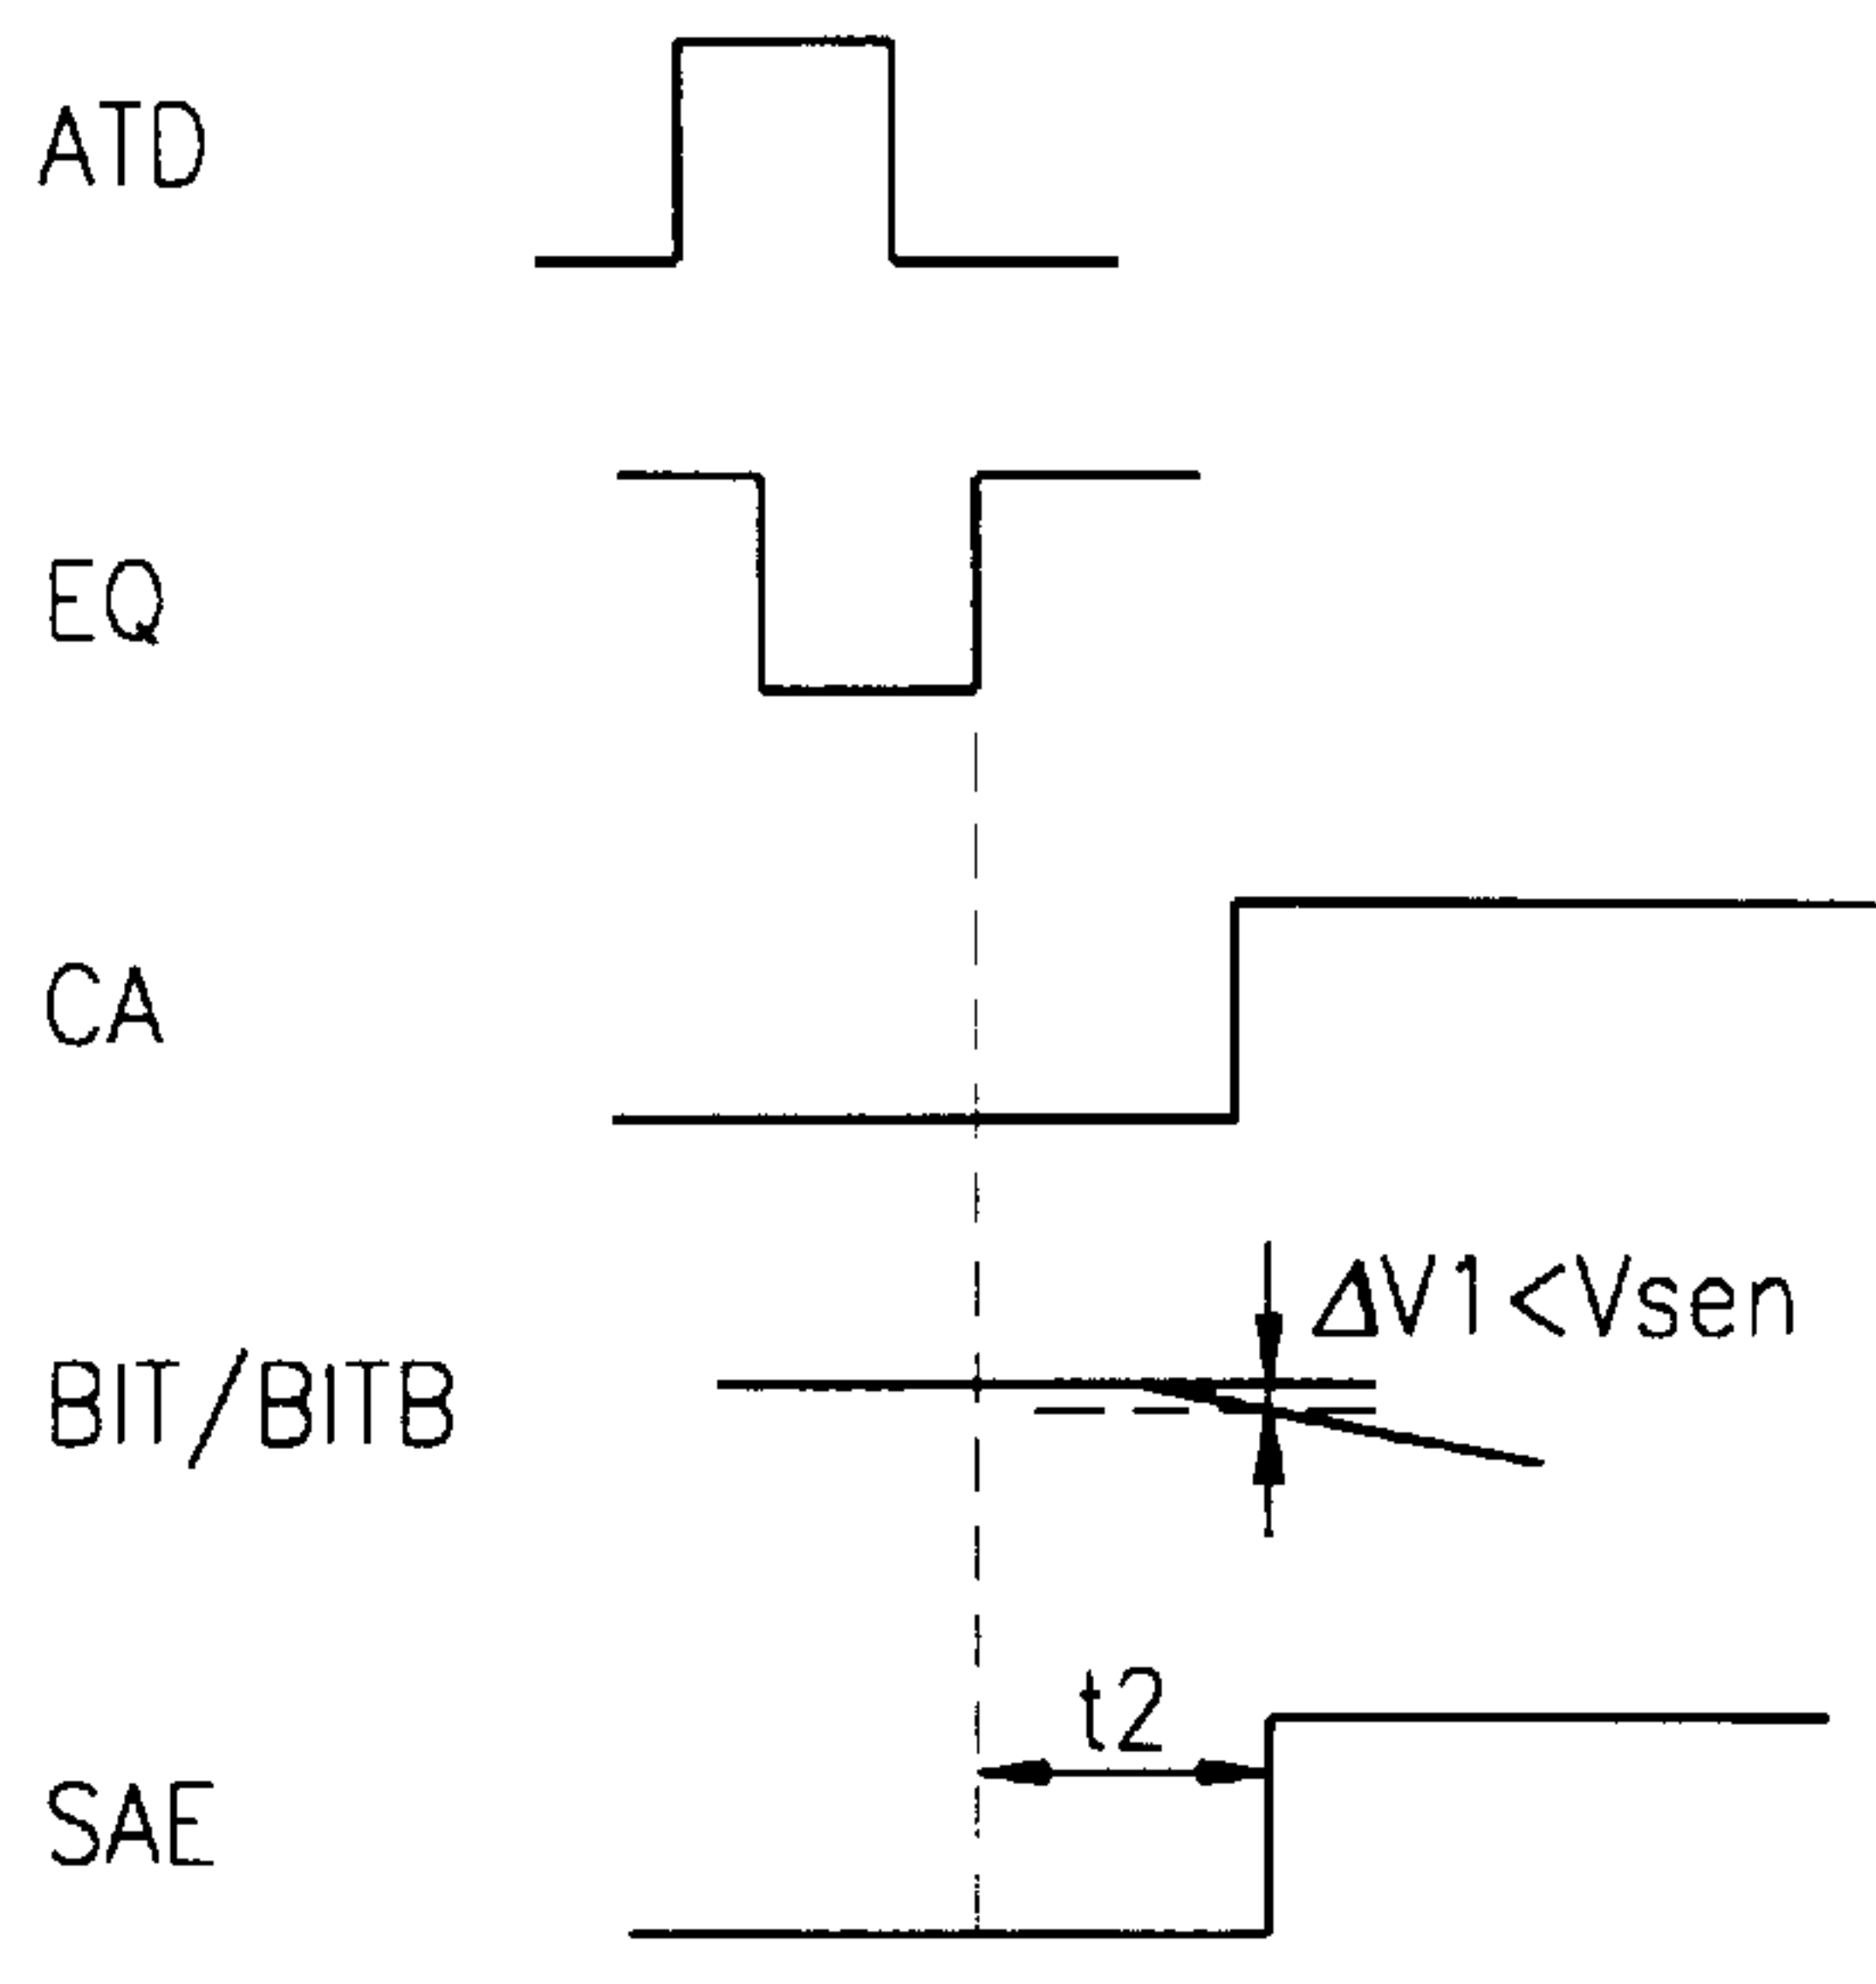 ATD
EQ
CA
ΔV1<Vsen
BIT/BITB
t2
SAE